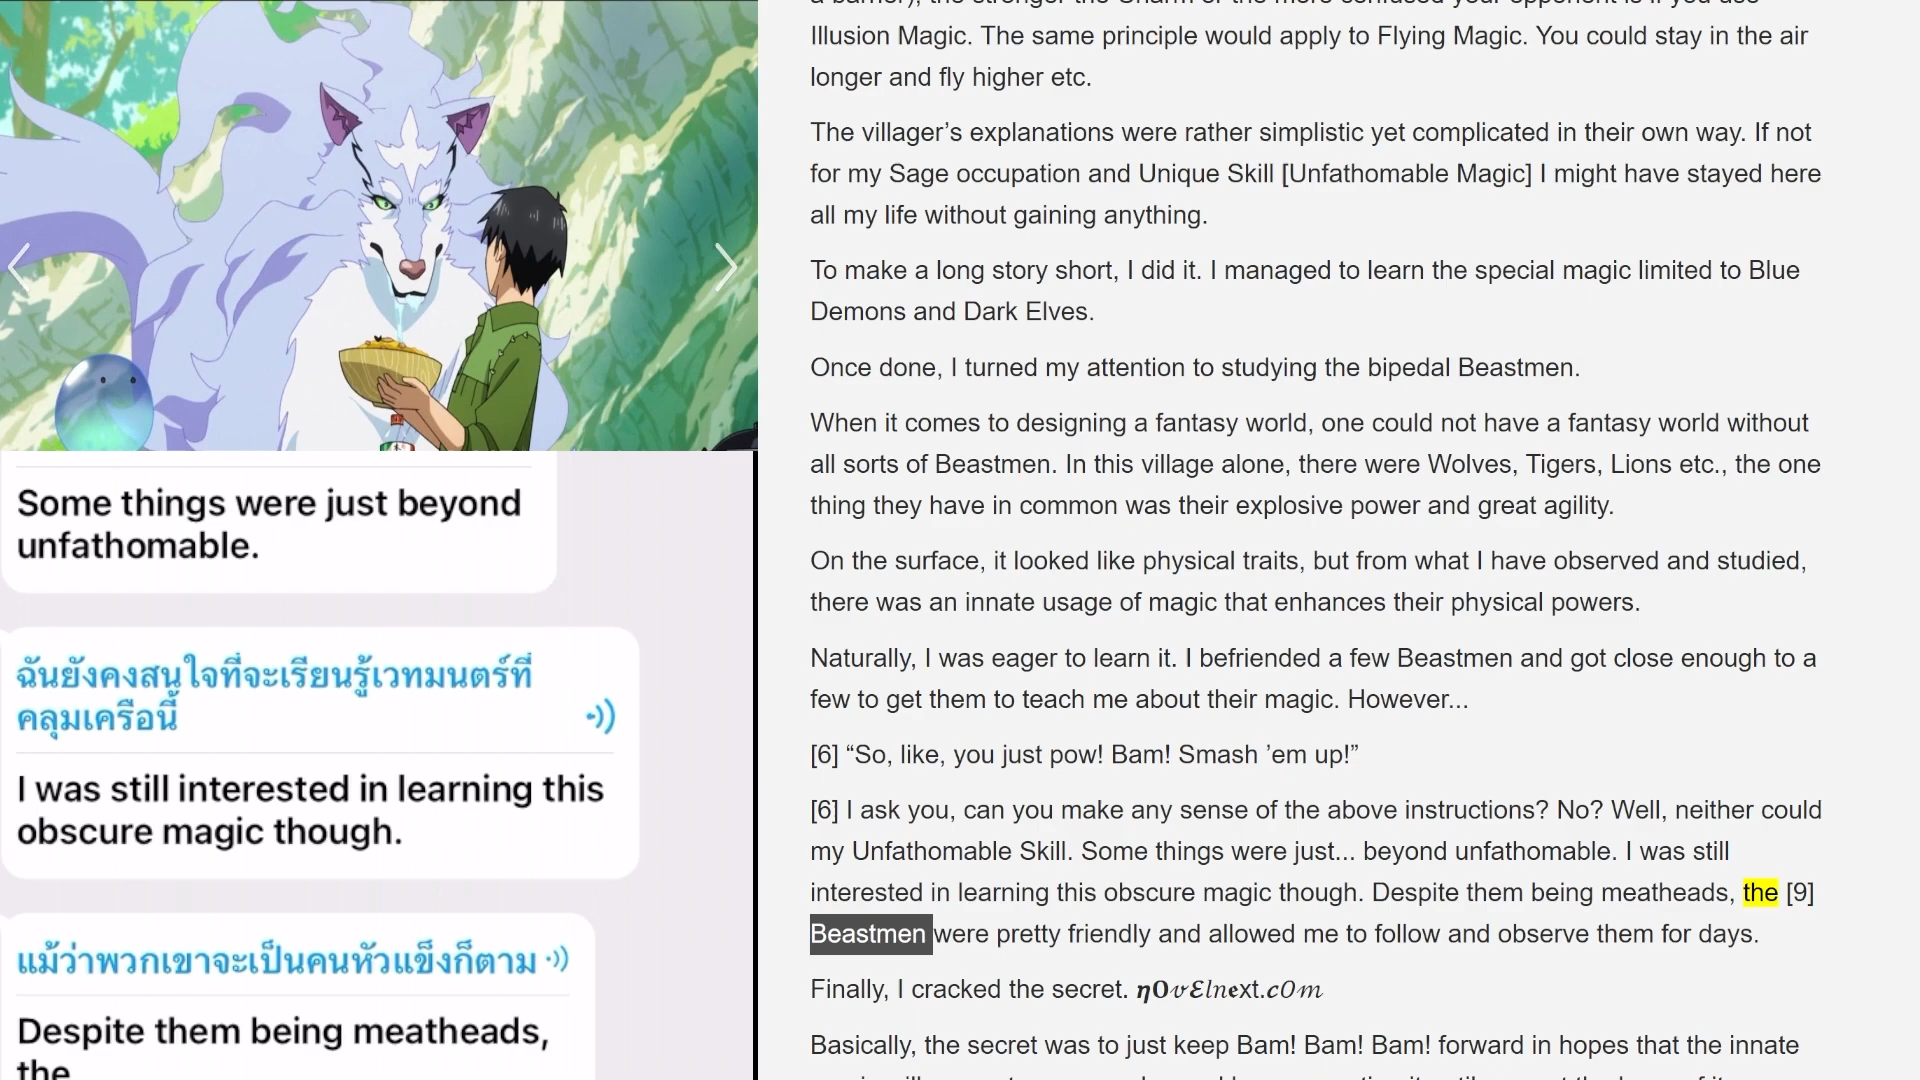 Some things were just beyond
unfathomable.
ฉันยังคงสนใจที่จะเรียนรู้เวทมนตร์ที่
คลุมเครือนี้
I was still interested in learning this
obscure magic though.
แม้ว่าพวกเขาจะเป็นคนหัวแข็งก็ตาม
Despite them being meatheads,
the
Illusion Magic. The same principle would apply to Flying Magic. You could stay in the air
longer and fly higher etc.
The villager’s explanations were rather simplistic yet complicated in their own way. If not
for my Sage occupation and Unique Skill [Unfathomable Magic] I might have stayed here
all my life without gaining anything.
To make a long story short, I did it. I managed to learn the special magic limited to Blue
Demons and Dark Elves.
Once done, I turned my attention to studying the bipedal Beastmen.
When it comes to designing a fantasy world, one could not have a fantasy world without
all sorts of Beastmen. In this village alone, there were Wolves, Tigers, Lions etc., the one
thing they have in common was their explosive power and great agility.
On the surface, it looked like physical traits, but from what I have observed and studied,
there was an innate usage of magic that enhances their physical powers.
Naturally, I was eager to learn it. I befriended a few Beastmen and got close enough to a
few to get them to teach me about their magic. However...
[6] “So, like, you just pow! Bam! Smash ’em up!”
[6] I ask you, can you make any sense of the above instructions? No? Well, neither could
my Unfathomable Skill. Some things were just... beyond unfathomable. I was still
interested in learning this obscure magic though. Despite them being meatheads, the [9]
Beastmen were pretty friendly and allowed me to follow and observe them for days.
Finally, I cracked the secret. 𝜼𝐎𝓋𝓔𝑙𝑛𝐞xt.𝒄𝑂𝑚
Basically, the secret was to just keep Bam! Bam! Bam! forward in hopes that the innate